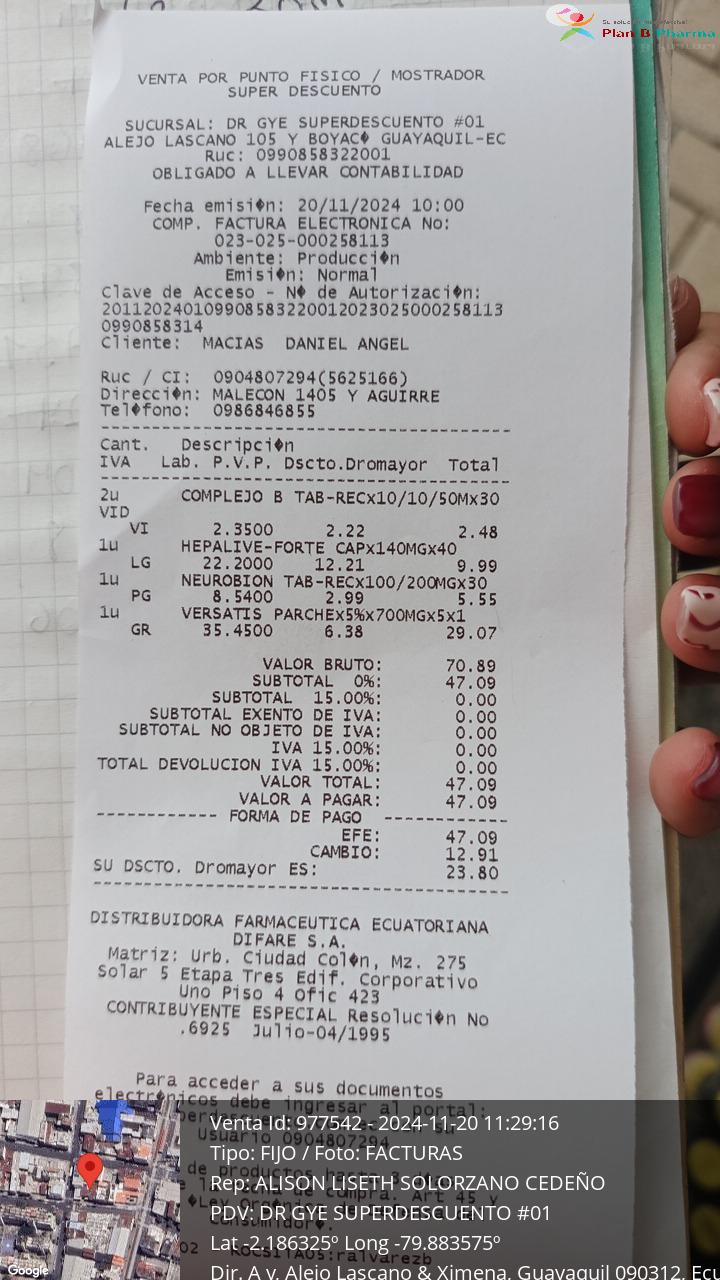 Plan B Pharma
VENTA POR PUNTO FISICO / MOSTRADOR
SUPER DESCUENTO
SUCURSAL: DR GYE SUPERDESCUENTO #01
ALEJO LASCANO 105 Y BOYAC� GUAYAQUIL-EC
Ruc: 0990858322001
OBLIGADO A LLEVAR CONTABILIDAD
Fecha emisi�n: 20/11/2024 10:00
COMP. FACTURA ELECTRONICA No:
023-025-000258113
Ambiente: Producci�n
Emisi�n: Normal
Clave de Acceso - N� de Autorizaci�n:
201120240109908583220012023025000258113
0990858314
Cliente: MACIAS DANIEL ANGEL
Ruc / CI: 0904807294(5625166)
Direcci�n: MALECON 1405 Y AGUIRRE
Tel�fono: 0986846855
Cant. Descripci�n
IVA Lab. P.V.P. Dscto.Dromayor Total
2u COMPLEJO B TAB-RECx10/10/50Mx30
VID
VI 2.3500 2.22 2.48
1u HEPALIVE-FORTE CAPx140MGx40
LG 22.2000 12.21 9.99
1u NEUROBION TAB-RECx100/200MGx30
PG 8.5400 2.99 5.55
1u VERSATIS PARCHEx5%x700MGx5x1
GR 35.4500 6.38 29.07
VALOR BRUTO: 70.89
SUBTOTAL 0%: 47.09
SUBTOTAL 15.00%: 0.00
SUBTOTAL EXENTO DE IVA: 0.00
SUBTOTAL NO OBJETO DE IVA: 0.00
IVA 15.00%: 0.00
TOTAL DEVOLUCION IVA 15.00%: 0.00
VALOR TOTAL: 47.09
VALOR A PAGAR: 47.09
------------ FORMA DE PAGO ------------
EFE: 47.09
CAMBIO: 12.91
SU DSCTO. Dromayor ES: 23.80
DISTRIBUIDORA FARMACEUTICA ECUATORIANA
DIFARE S.A.
Matriz: Urb. Ciudad Col�n, Mz. 275
Solar 5 Etapa Tres Edif. Corporativo
Uno Piso 4 Ofic 423
CONTRIBUYENTE ESPECIAL Resoluci�n No
.6925 Julio-04/1995
Para acceder a sus documentos
electr�nicos debe ingresar al portal:
Usuario 0904807294
Venta Id: 977542 - 2024-11-20 11:29:16
Tipo: FIJO / Foto: FACTURAS
Rep: ALISON LISETH SOLORZANO CEDEÑO
PDV: DR GYE SUPERDESCUENTO #01
Lat -2.186325º Long -79.883575º
Dir. A v. Alejo Lascano & Ximena, Guayaquil 090312, Ecu
Google